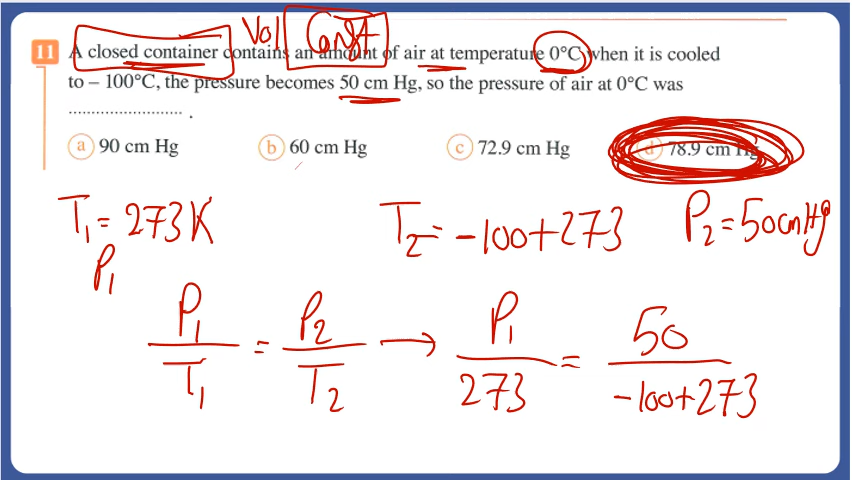 Vol Const
11 A closed container contains an amount of air at temperature 0°C when it is cooled
to – 100°C, the pressure becomes 50 cm Hg, so the pressure of air at 0°C was
........................ .
a 90 cm Hg b 60 cm Hg c 72.9 cm Hg d 78.9 cm Hg
T₁ = 273K T₂ = -100+273 P₂ = 50cmHg
P₁
P₁/T₁ = P₂/T₂ → P₁/273 = 50/-100+273